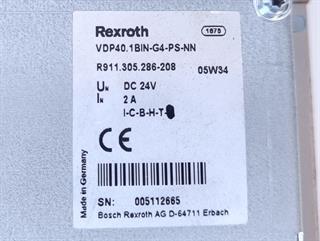 Rexroth
1673
VDP40.1BIN-G4-PS-NN
R911.305.286-208
05W34
UN DC 24V
IN 2 A
I-C-B-H-T-
CE
Made in Germany
SN: 005112665
Bosch Rexroth AG D-64711 Erbach